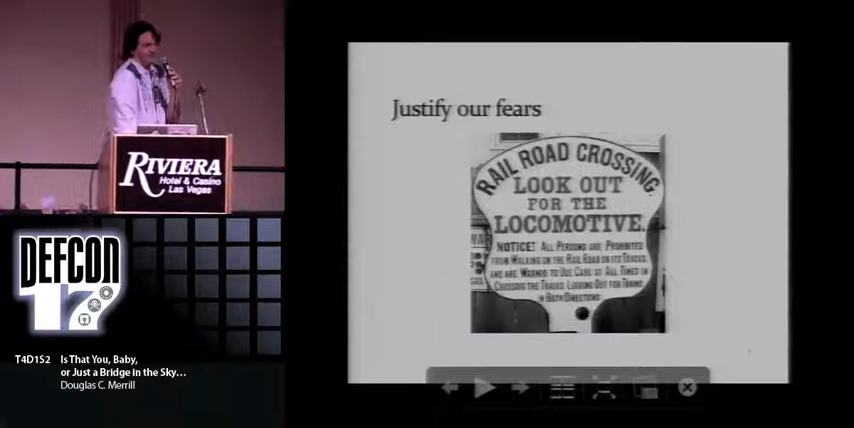 Justify our fears
RAIL ROAD CROSSING.
LOOK OUT
FOR THE
LOCOMOTIVE.
NOTICE! ALL PERSONS ARE PROHIBITED
FROM WALKING ON THE RAIL ROAD OR ITS TRACKS,
AND ARE WARNED TO USE CARE AT ALL TIMES IN
CROSSING THE TRACKS, LOOKING OUT FOR TRAINS
IN BOTH DIRECTIONS
RIVIERA
Hotel & Casino
Las Vegas
DEFCON
17
T4D1S2 Is That You, Baby,
or Just a Bridge in the Sky...
Douglas C. Merrill